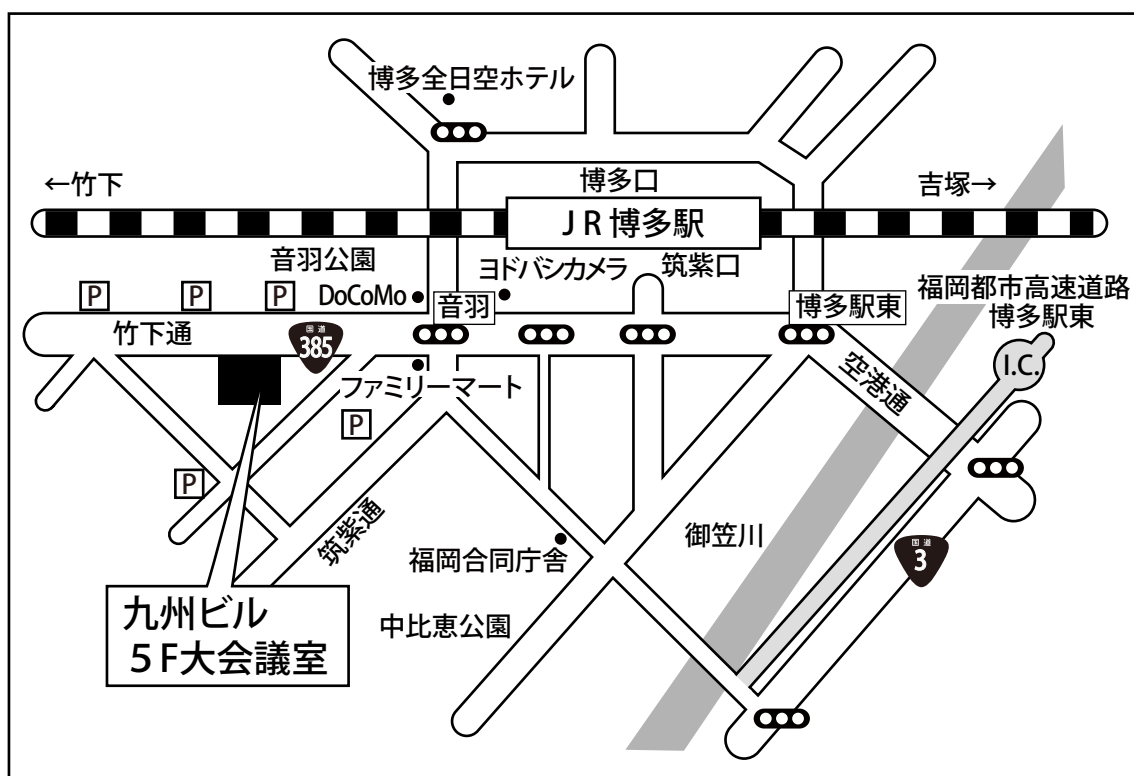 博多全日空ホテル
←竹下
博多口
吉塚→
JR博多駅
音羽公園
ヨドバシカメラ
筑紫口
P
P
P
DoCoMo
音羽
博多駅東
福岡都市高速道路
博多駅東
竹下通
国道
385
I.C.
ファミリーマート
空港通
P
P
筑紫通
福岡合同庁舎
御笠川
国道
3
九州ビル
5F大会議室
中比恵公園